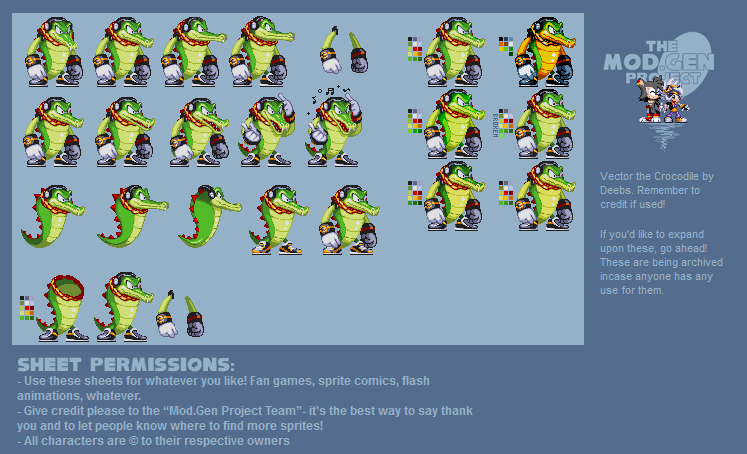 THE
MOD.GEN
PROJECT
BROKEN
Vector the Crocodile by
Deebs. Remember to
credit if used!
If you'd like to expand
upon these, go ahead!
These are being archived
incase anyone has any
use for them.
SHEET PERMISSIONS:
- Use these sheets for whatever you like! Fan games, sprite comics, flash
animations, whatever.
- Give credit please to the “Mod.Gen Project Team”- it's the best way to say thank
you and to let people know where to find more sprites!
- All characters are © to their respective owners